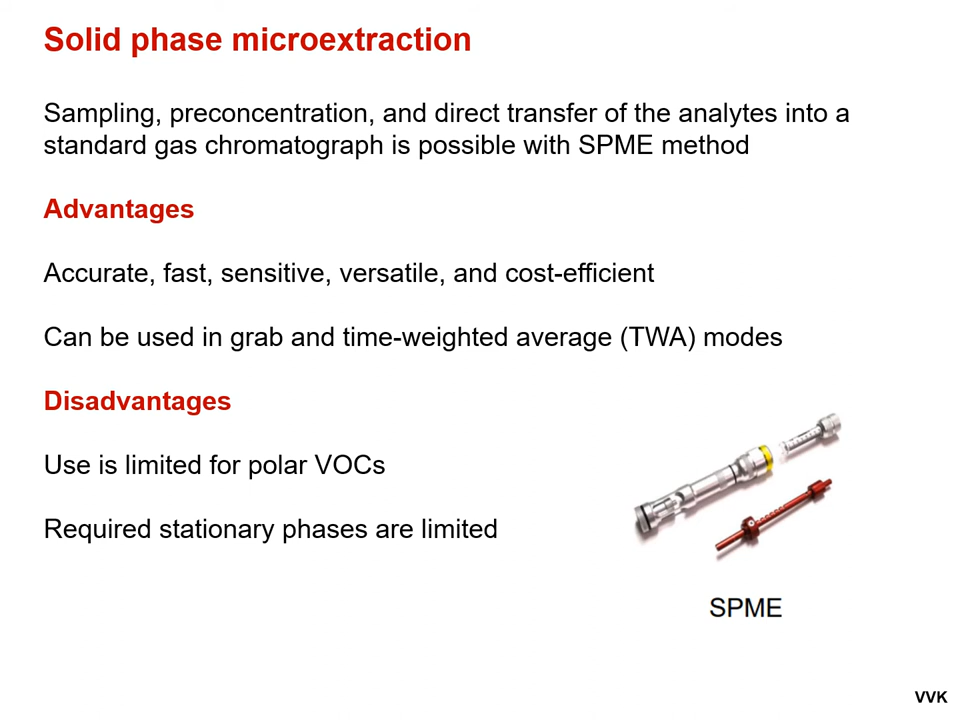 Solid phase microextraction
Sampling, preconcentration, and direct transfer of the analytes into a
standard gas chromatograph is possible with SPME method
Advantages
Accurate, fast, sensitive, versatile, and cost-efficient
Can be used in grab and time-weighted average (TWA) modes
Disadvantages
Use is limited for polar VOCs
Required stationary phases are limited
SPME
VVK